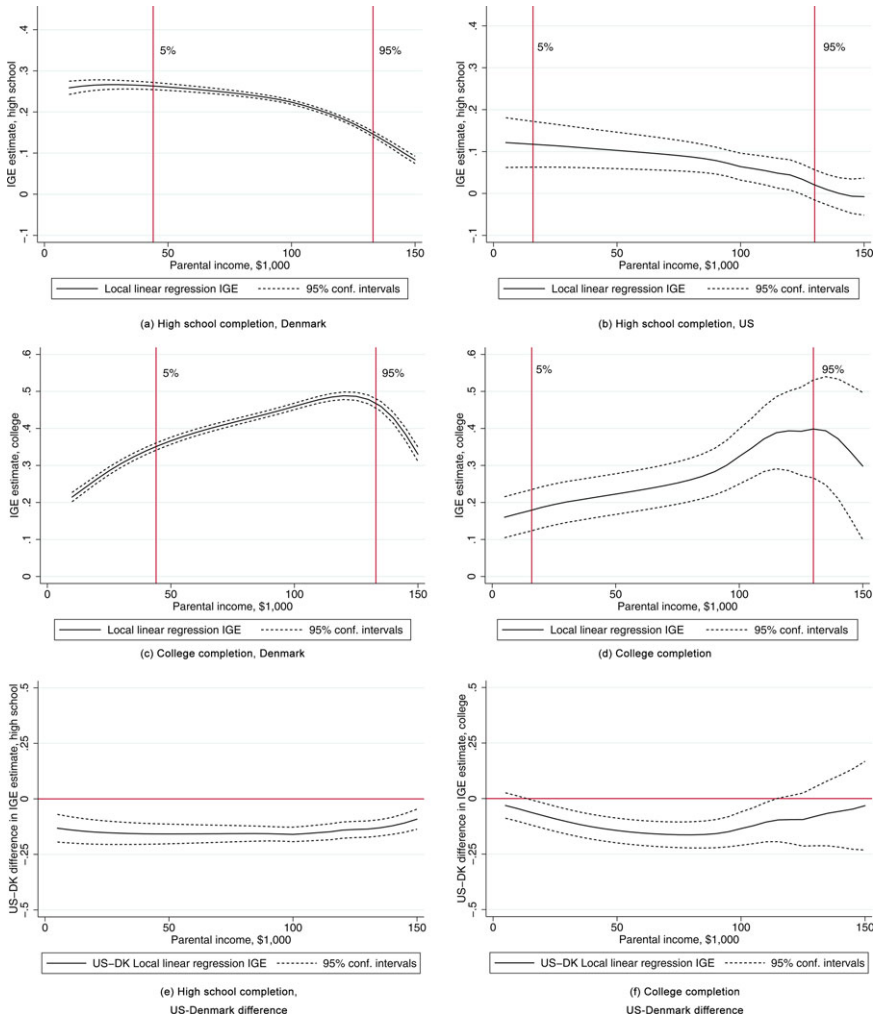 IGE estimate, high school
.4
.3
.2
.1
0
-.1
5%
95%
0
50
100
150
Parental income, $1,000
Local linear regression IGE
95% conf. intervals
(a) High school completion, Denmark
IGE estimate, high school
.4
.3
.2
.1
0
-.1
5%
95%
0
50
100
150
Parental income, $1,000
Local linear regression IGE
95% conf. intervals
(b) High school completion, US
IGE estimate, college
.6
.5
.4
.3
.2
.1
0
5%
95%
0
50
100
150
Parental income, $1,000
Local linear regression IGE
95% conf. intervals
(c) College completion, Denmark
IGE estimate, college
.6
.5
.4
.3
.2
.1
0
5%
95%
0
50
100
150
Parental income, $1,000
Local linear regression IGE
95% conf. intervals
(d) College completion
US-DK difference in IGE estimate, high school
.5
.25
0
-.25
-.5
0
50
100
150
Parental income, $1,000
US-DK Local linear regression IGE
95% conf. intervals
(e) High school completion,
US-Denmark difference
US-DK difference in IGE estimate, college
.5
.25
0
-.25
-.5
0
50
100
150
Parental income, $1,000
US-DK Local linear regression IGE
95% conf. intervals
(f) College completion
US-Denmark difference